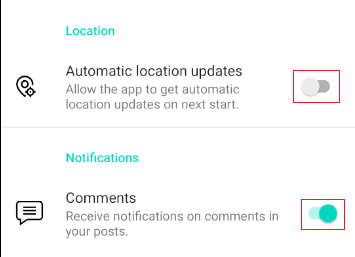 Location
Automatic location updates
Allow the app to get automatic
location updates on next start.
Notifications
Comments
Receive notifications on comments in
your posts.